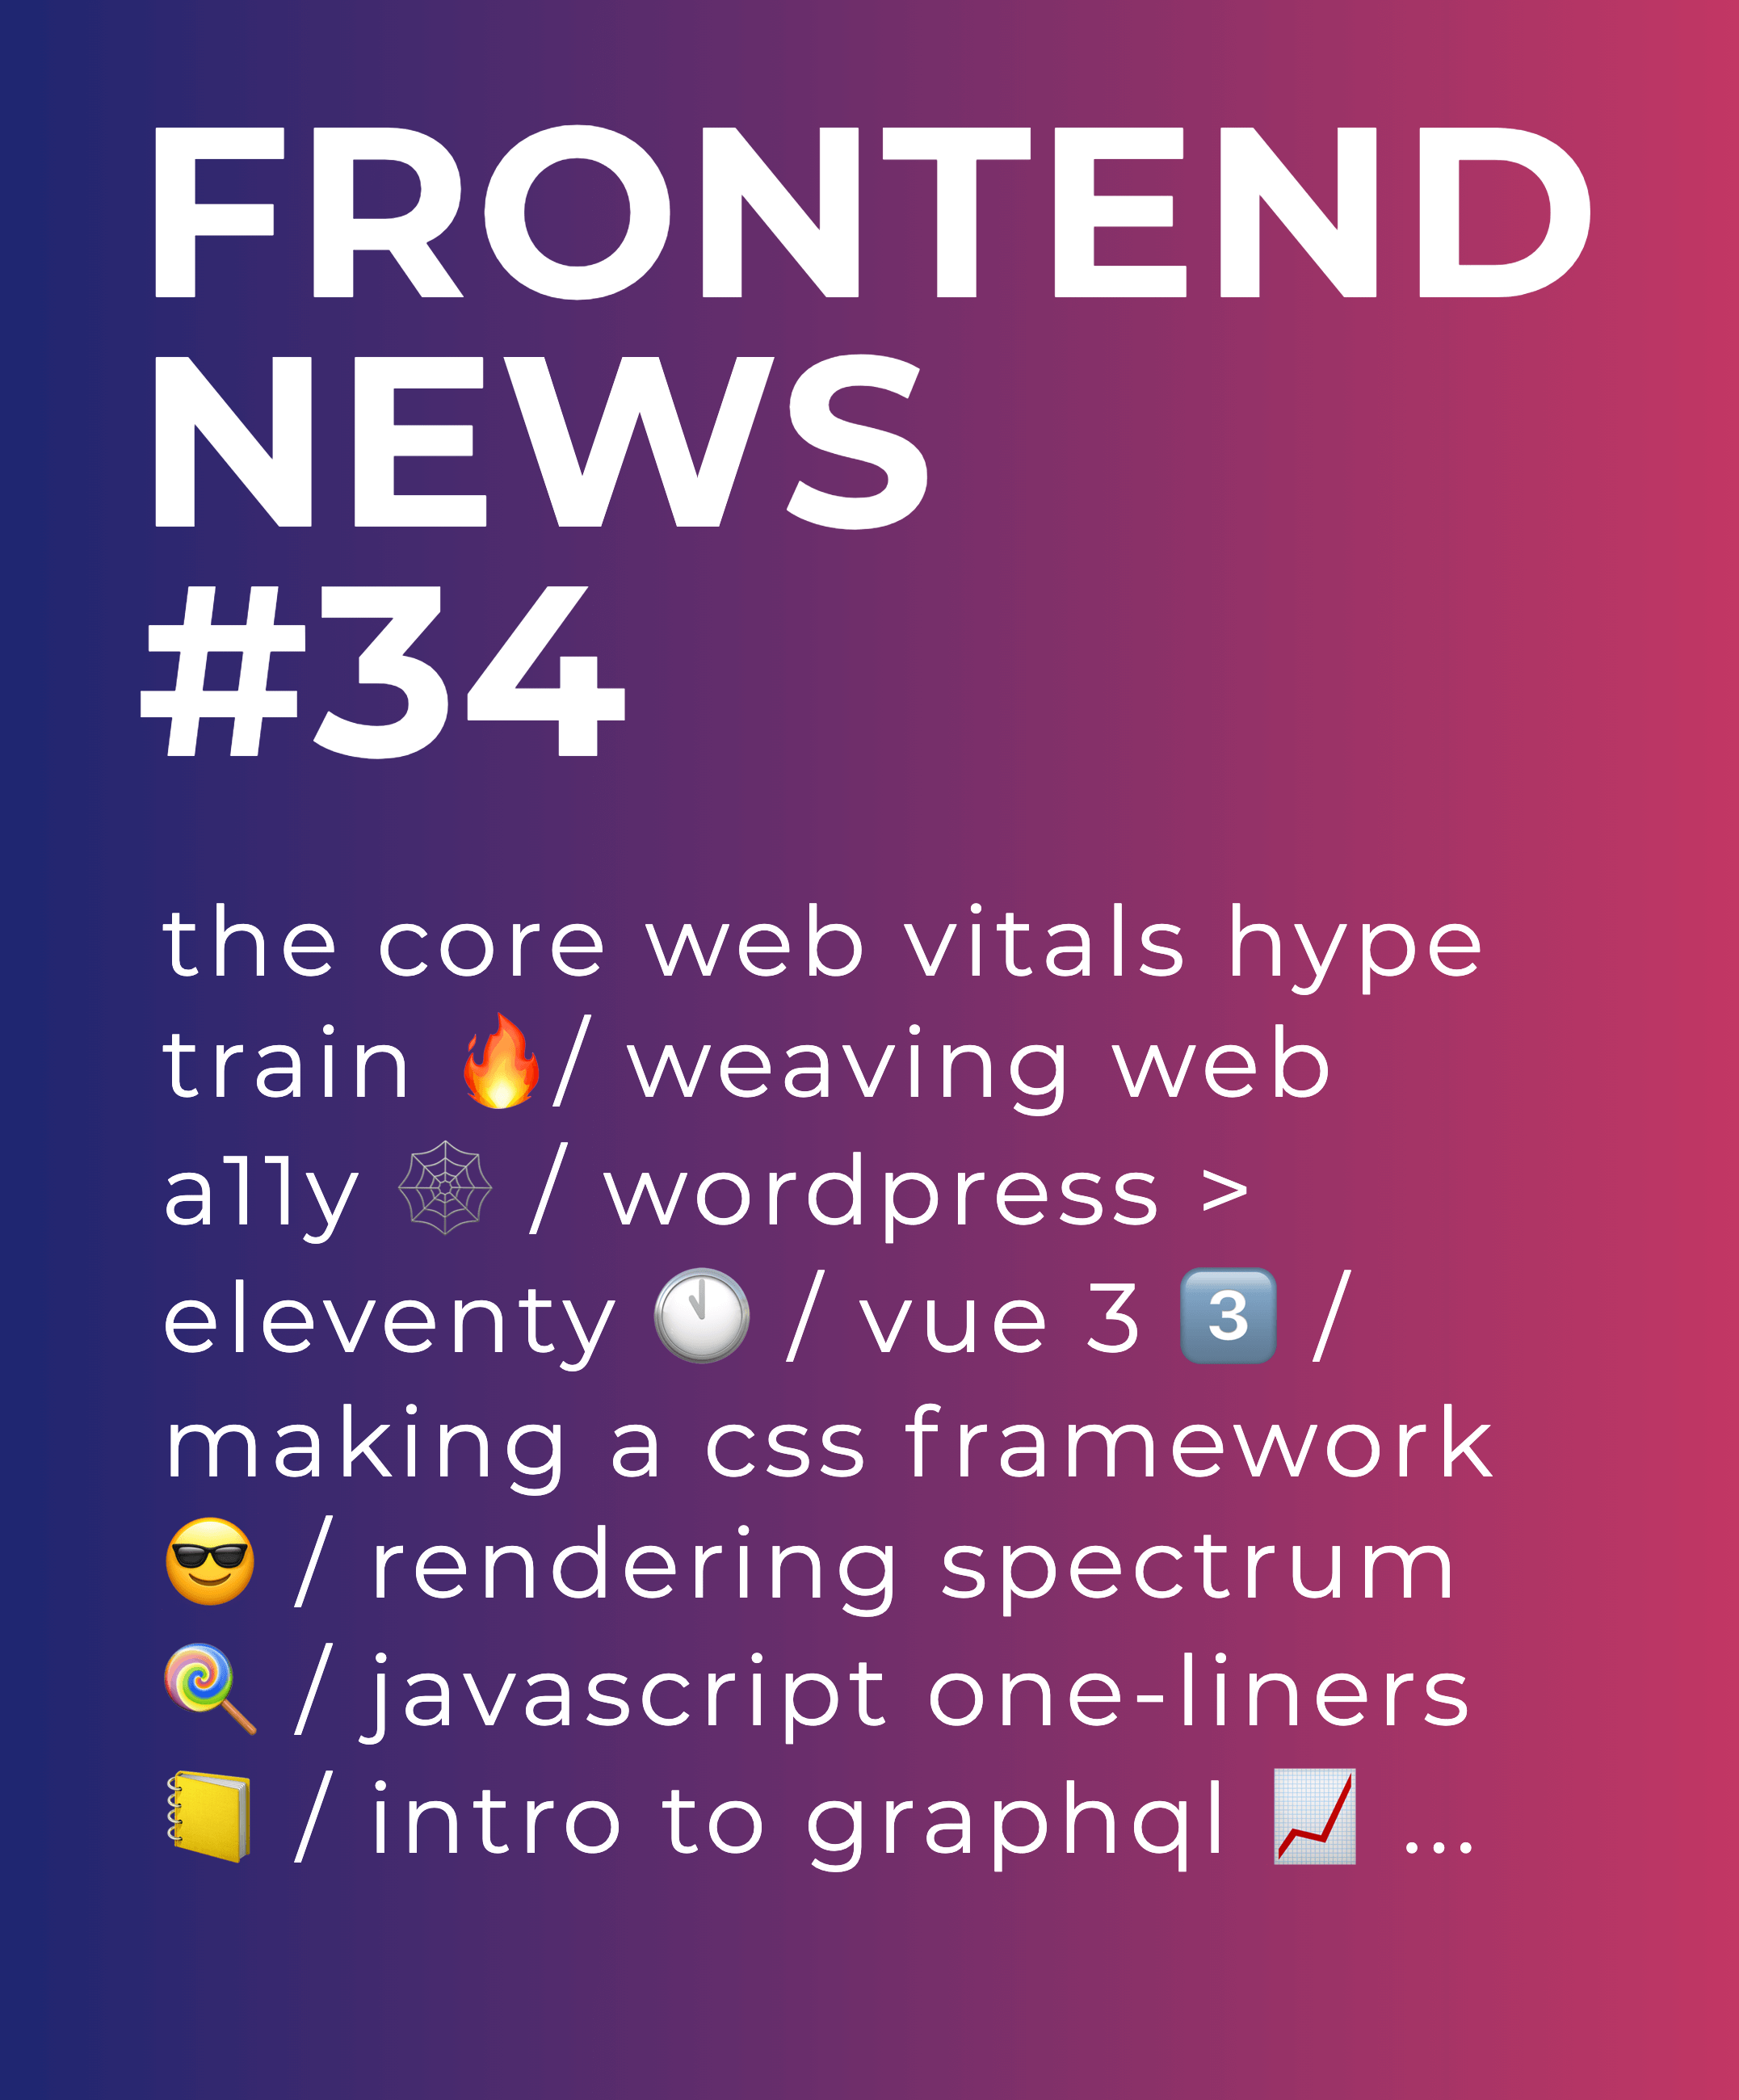 FRONTEND
NEWS
#34
the core web vitals hype
train 🔥/ weaving web
a11y 🕸 / wordpress >
eleventy 🕚 / vue 3 3️⃣ /
making a css framework
😎 / rendering spectrum
🍭 / javascript one-liners
📒 / intro to graphql 📈 ...